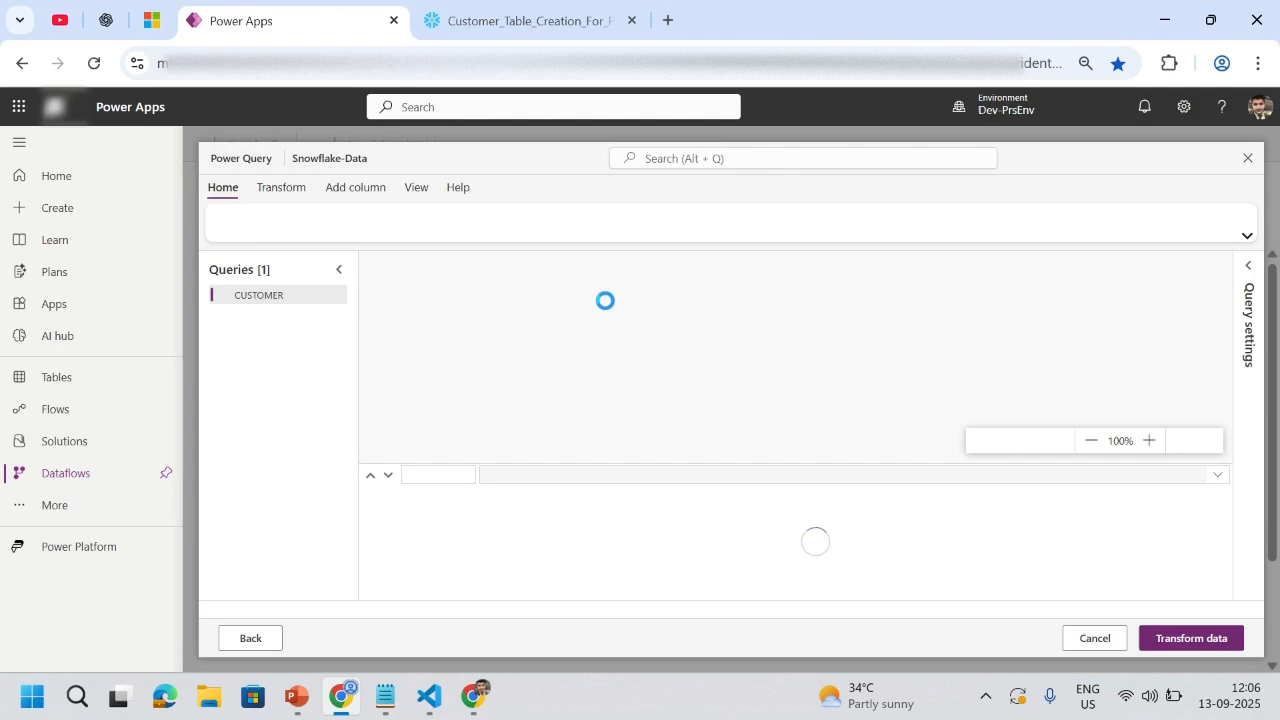 Power Apps
Customer_Table_Creation_For_P
ident...
Power Apps
Search
Environment
Dev-PrsEnv
Home
Create
Learn
Plans
Apps
AI hub
Tables
Flows
Solutions
Dataflows
More
Power Platform
Power Query
Snowflake-Data
Search (Alt + Q)
Home
Transform
Add column
View
Help
Queries [1]
CUSTOMER
Query settings
100%
Back
Cancel
Transform data
34°C
Partly sunny
ENG
US
12:06
13-09-2025